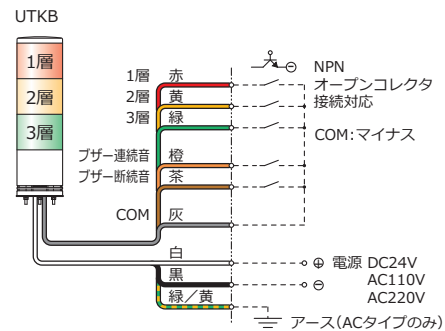 UTKB
1層
2層
3層
1層 赤
2層 黄
3層 緑
ブザー連続音 橙
ブザー断続音 茶
COM 灰
白
黒
緑/黄
NPN
オープンコレクタ
接続対応
COM:マイナス
⊕ 電源 DC24V
⊖ AC110V
AC220V
アース(ACタイプのみ)